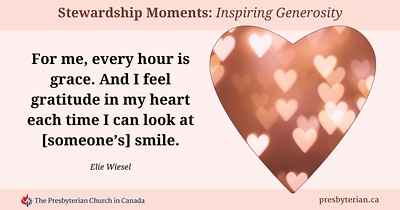 Stewardship Moments: Inspiring Generosity
For me, every hour is
grace. And I feel
gratitude in my heart
each time I can look at
[someone’s] smile.
Elie Wiesel
The Presbyterian Church in Canada
presbyterian.ca